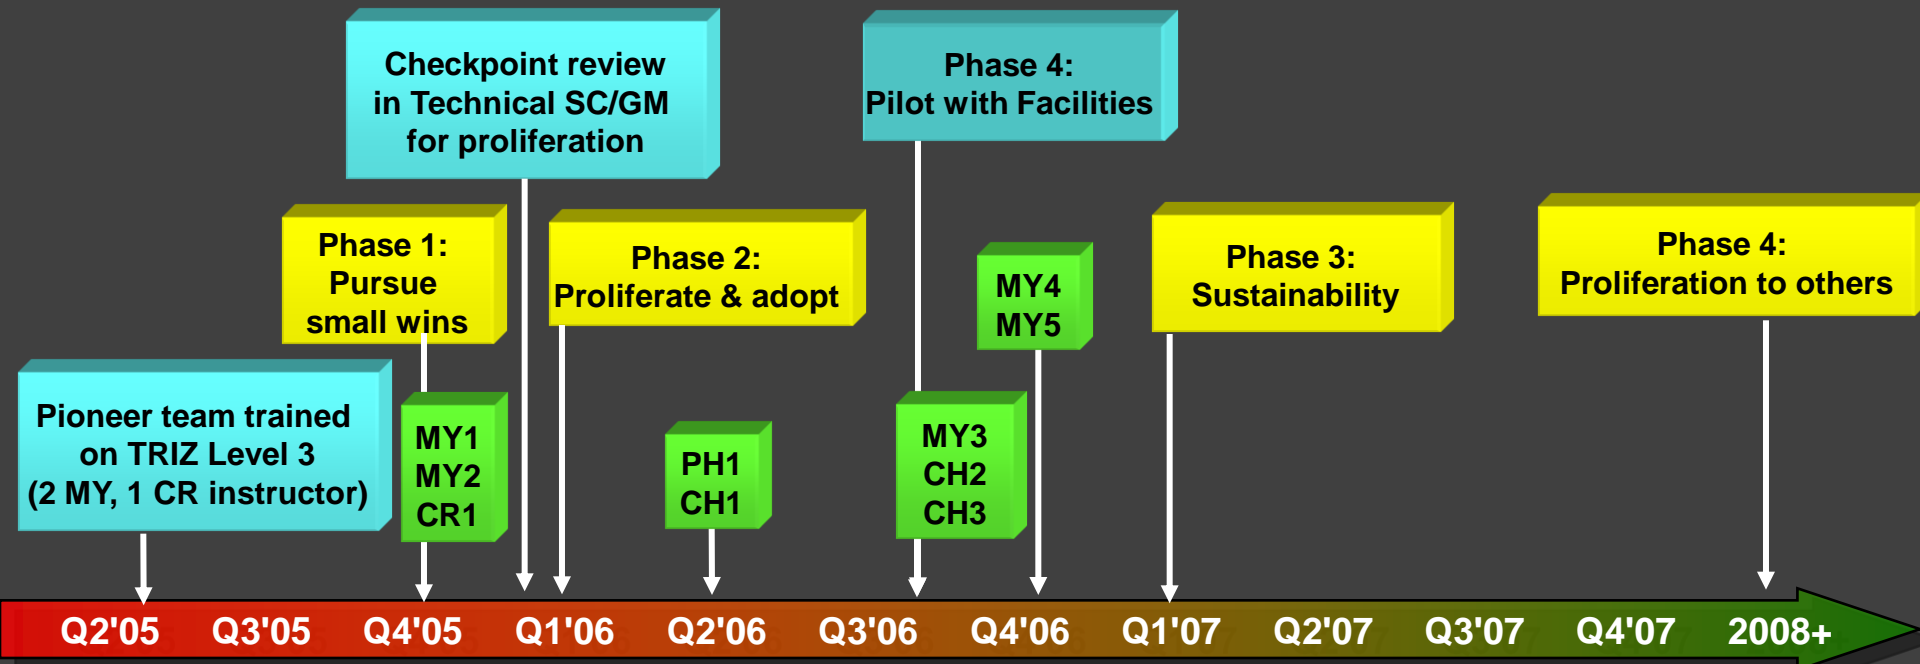 Checkpoint review
in Technical SC/GM
for proliferation
Phase 4:
Pilot with Facilities
Phase 1:
Pursue
small wins
Phase 2:
Proliferate & adopt
MY4
MY5
Phase 3:
Sustainability
Phase 4:
Proliferation to others
Pioneer team trained
on TRIZ Level 3
(2 MY, 1 CR instructor)
MY1
MY2
CR1
PH1
CH1
MY3
CH2
CH3
Q2'05 Q3'05 Q4'05 Q1'06 Q2'06 Q3'06 Q4'06 Q1'07 Q2'07 Q3'07 Q4'07 2008+